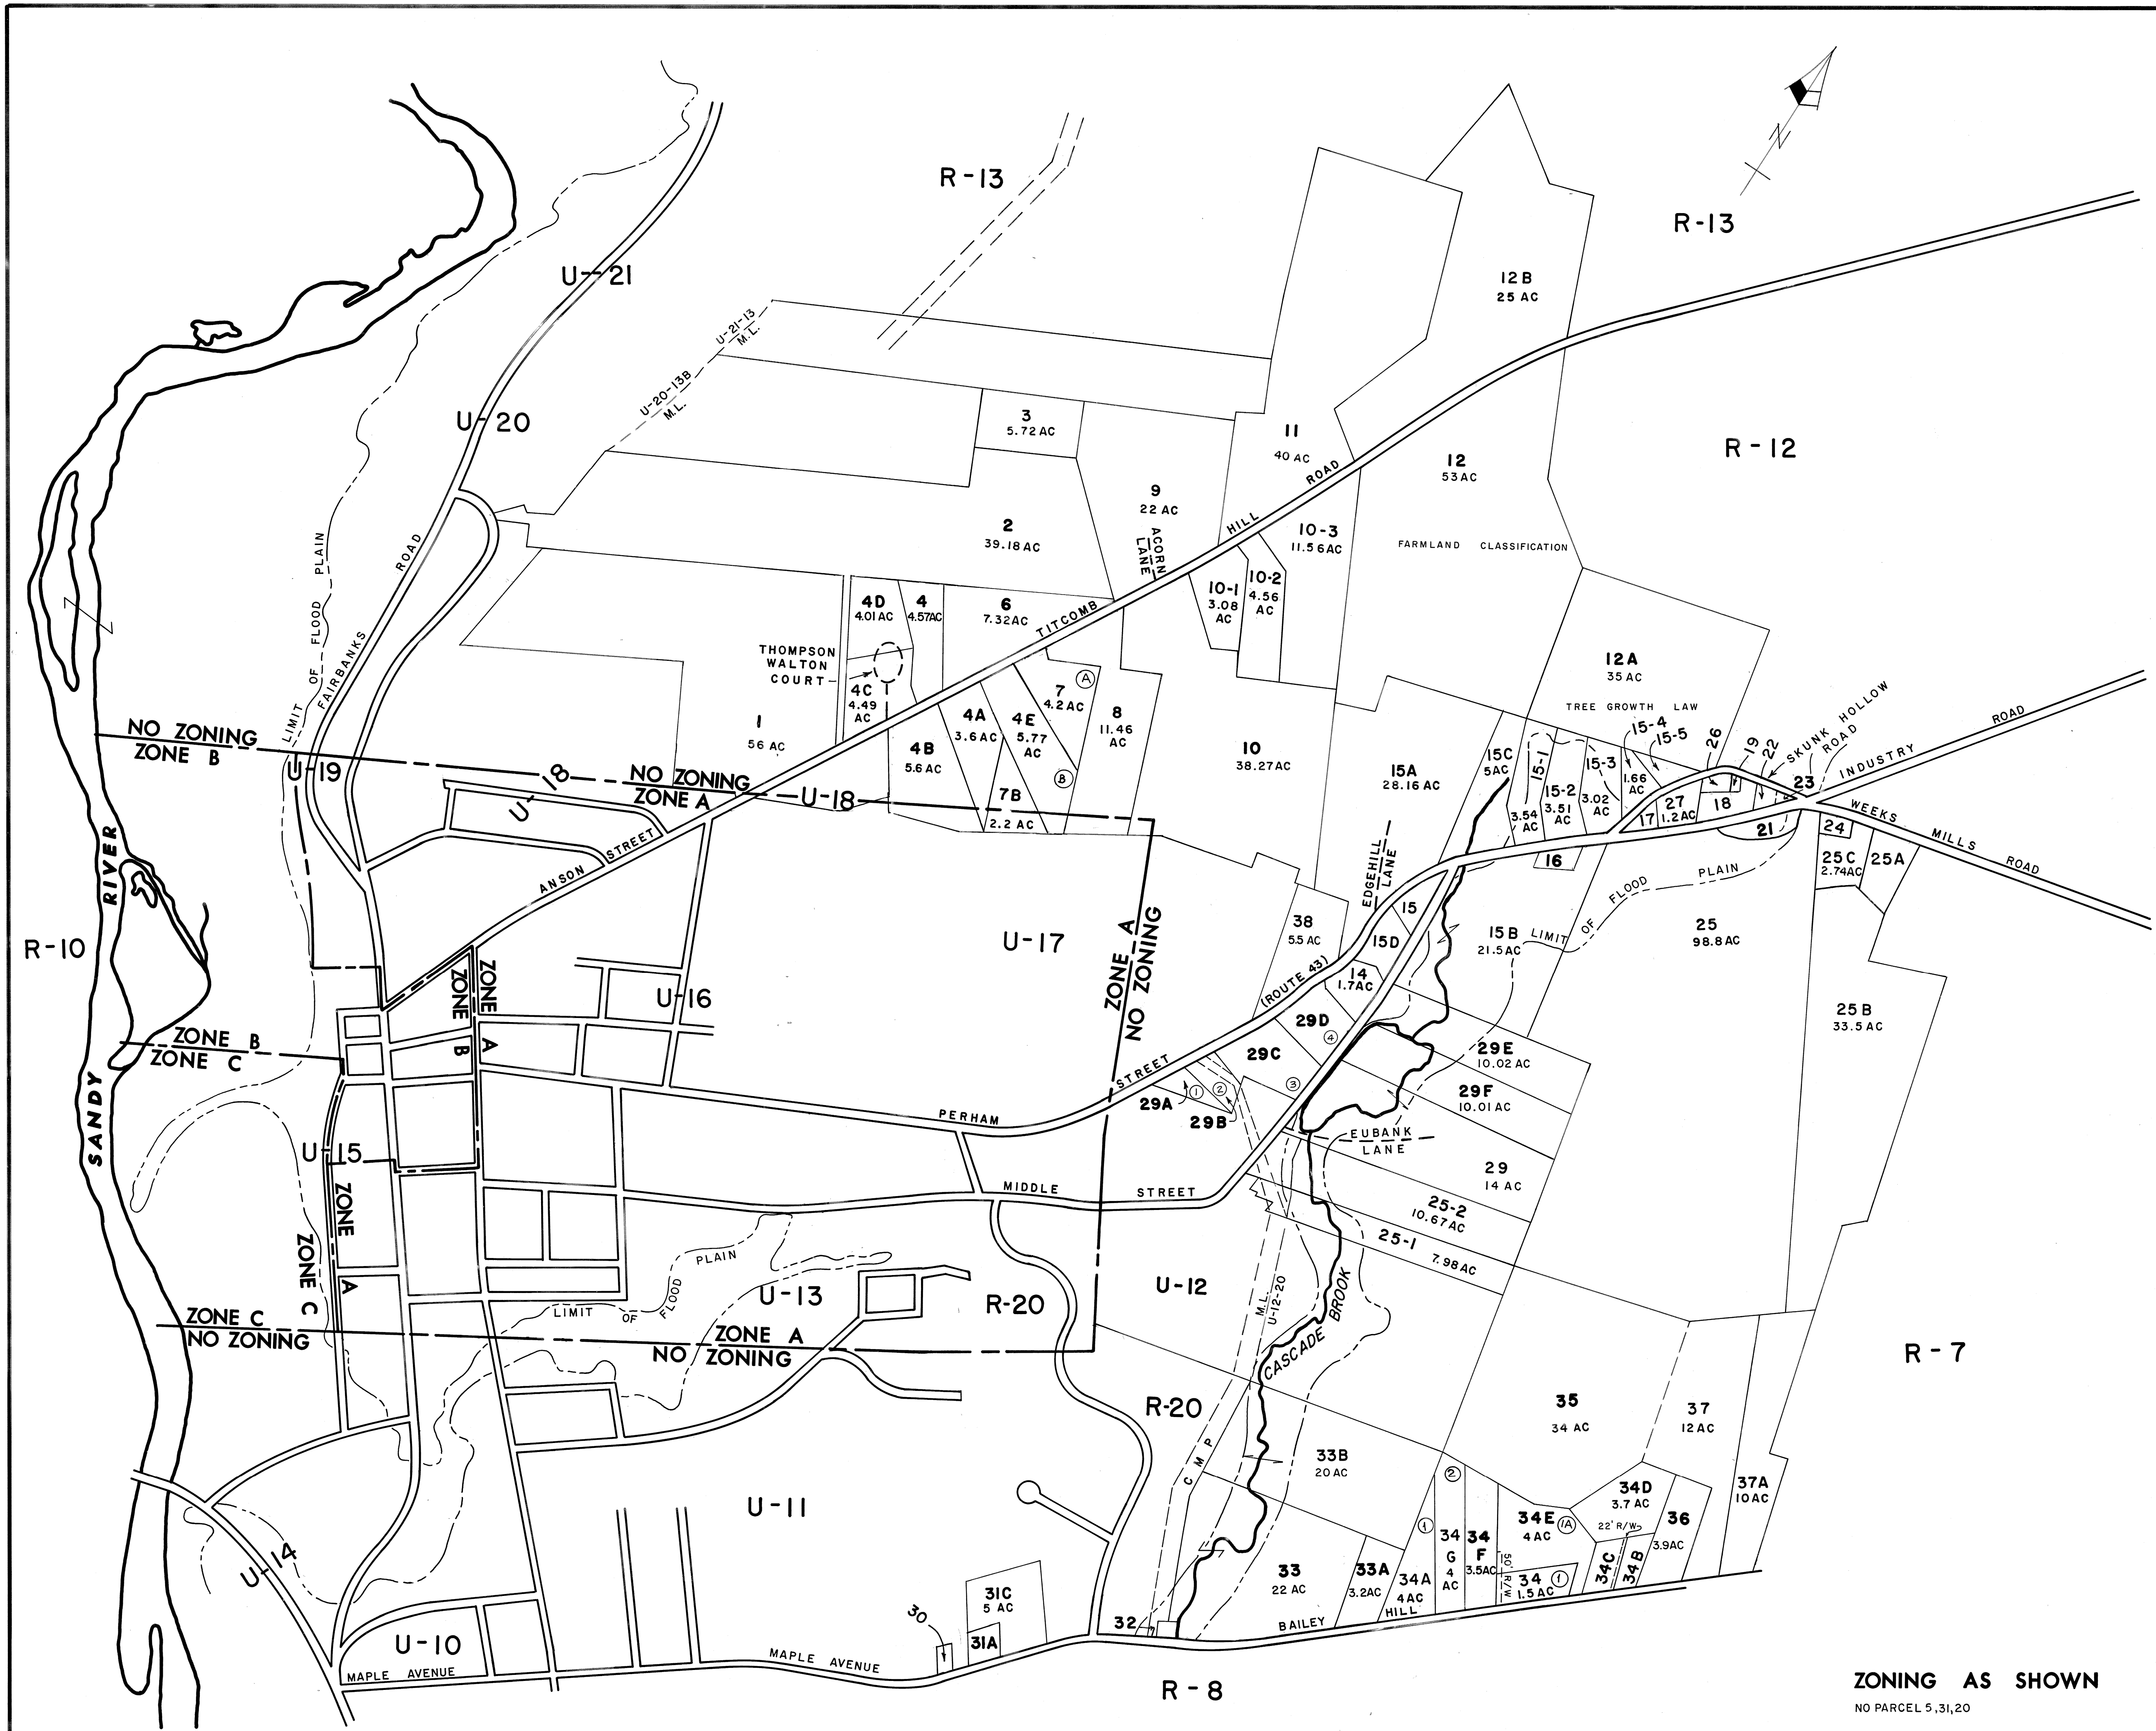 R-13
N
R-13
U-21
12B
25 AC
U-21-13
M.L.
U-20-13B
M.L.
U-20
3
5.72 AC
11
40 AC
R-12
12
53 AC
9
22 AC
2
39.18 AC
ACORN
LANE
TITCOMB HILL ROAD
10-3
11.56 AC
FARMLAND CLASSIFICATION
10-1
3.08
AC
10-2
4.56
AC
LIMIT OF FLOOD PLAIN
FAIRBANKS ROAD
4D
4.01 AC
4
4.57 AC
6
7.32 AC
THOMPSON
WALTON
COURT
4C
4.49
AC
7
4.2 AC
A
8
11.46
AC
12A
35 AC
TREE GROWTH LAW
1
56 AC
4B
5.6 AC
4A
3.6 AC
4E
5.77
AC
B
7B
2.2 AC
10
38.27 AC
15A
28.16 AC
15C
5 AC
15-1
3.54
AC
15-2
3.51
AC
15-3
3.02
AC
15-4
1.66
AC
15-5
26
19
22
SKUNK HOLLOW
ROAD
23
INDUSTRY ROAD
17
27
1.2 AC
18
21
16
WEEKS MILLS ROAD
24
25C
2.74 AC
25A
NO ZONING
ZONE B
U-19
U-18
NO ZONING
ZONE A
U-18
ANSON STREET
SANDY RIVER
R-10
U-17
ZONE A
NO ZONING
38
5.5 AC
EDGEHILL
LANE
15
15D
14
1.7 AC
(ROUTE 43)
15B
21.5 AC
LIMIT OF FLOOD PLAIN
25
98.8 AC
25B
33.5 AC
ZONE A
ZONE B
U-16
ZONE B
ZONE C
29D
4
29C
3
29A
1
2
29B
29E
10.02 AC
29F
10.01 AC
EUBANK
LANE
29
14 AC
25-2
10.67 AC
25-1
7.98 AC
PERHAM STREET
MIDDLE STREET
U-15
ZONE A
ZONE C
LIMIT OF FLOOD PLAIN
U-13
R-20
U-12
M.L.
U-12-20
CASCADE BROOK
ZONE C
NO ZONING
ZONE A
NO ZONING
R-7
R-20
CMP
35
34 AC
37
12 AC
37A
10 AC
33B
20 AC
U-11
U-14
33
22 AC
33A
3.2 AC
34A
4 AC
1
2
34
G
4
AC
34
F
3.5 AC
50' R/W
34E
1A
4 AC
34
1
1.5 AC
34D
3.7 AC
22' R/W
34C
34B
36
3.9 AC
31C
5 AC
30
31A
32
BAILEY HILL
U-10
MAPLE AVENUE
MAPLE AVENUE
R-8
ZONING AS SHOWN
NO PARCEL 5,31,20